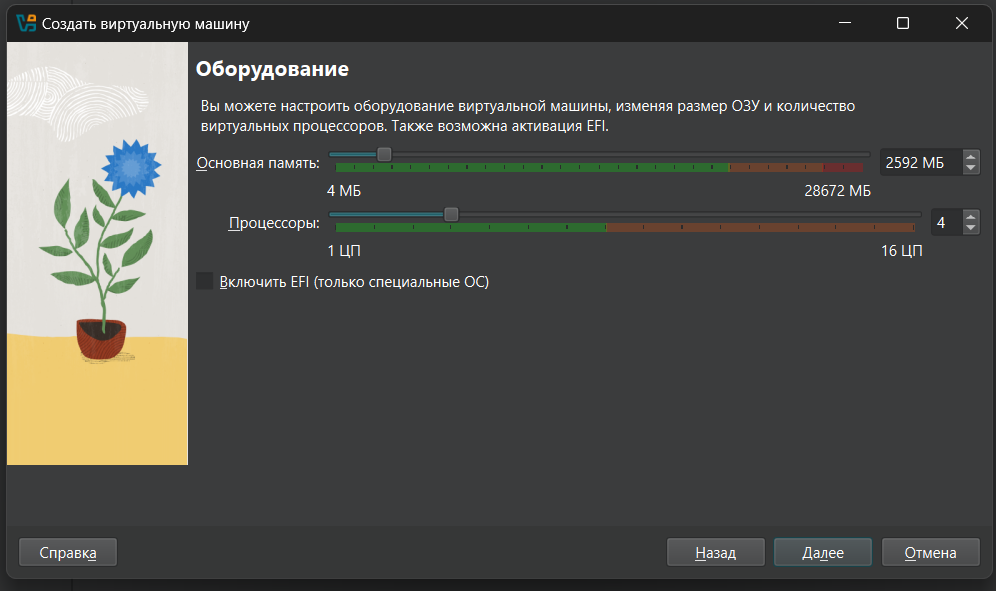 Создать виртуальную машину
Оборудование
Вы можете настроить оборудование виртуальной машины, изменяя размер ОЗУ и количество
виртуальных процессоров. Также возможна активация EFI.
Основная память:
2592 МБ
4 МБ
28672 МБ
Процессоры:
4
1 ЦП
16 ЦП
Включить EFI (только специальные ОС)
Справка
Назад
Далее
Отмена